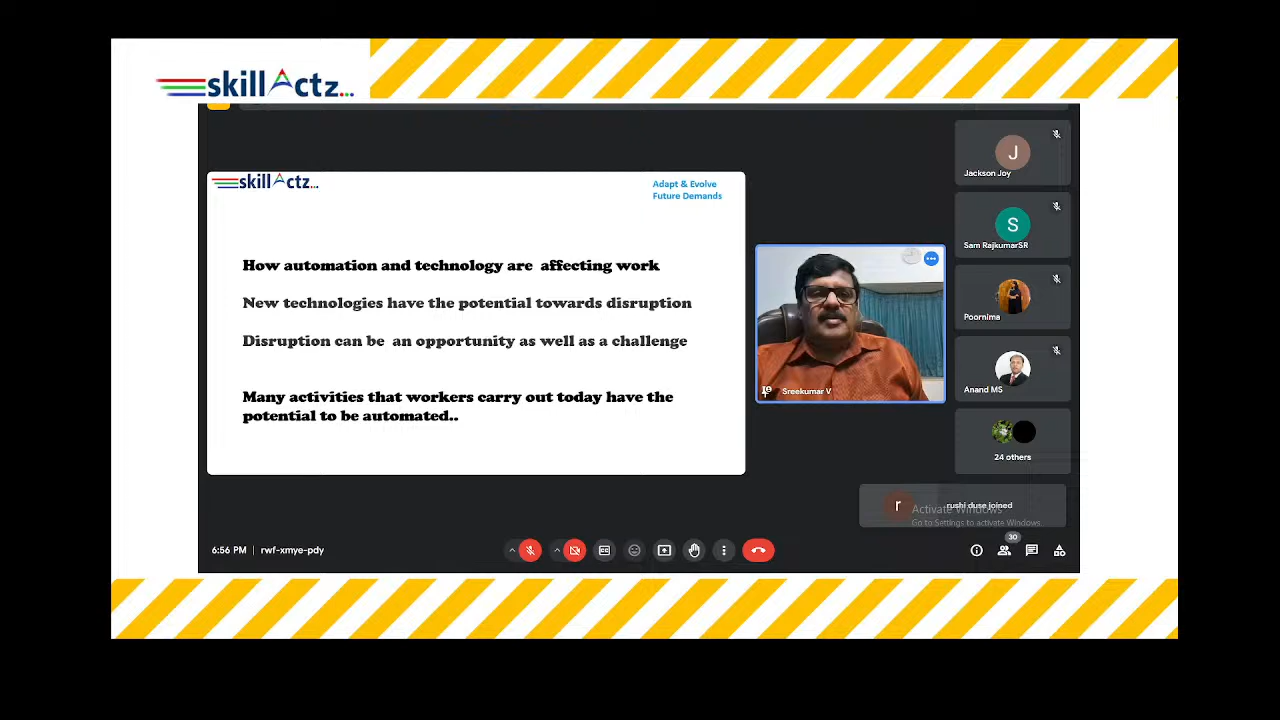 skillActz...
skillActz...
Adapt & Evolve
Future Demands
How automation and technology are affecting work
New technologies have the potential towards disruption
Disruption can be an opportunity as well as a challenge
Many activities that workers carry out today have the
potential to be automated..
Sreekumar V
J
Jackson Joy
S
Sam RajkumarSR
Poornima
Anand MS
24 others
r
rushi duse joined
Activate Windows
Go to Settings to activate Windows.
6:56 PM | rwf-xmye-pdy
CC
30